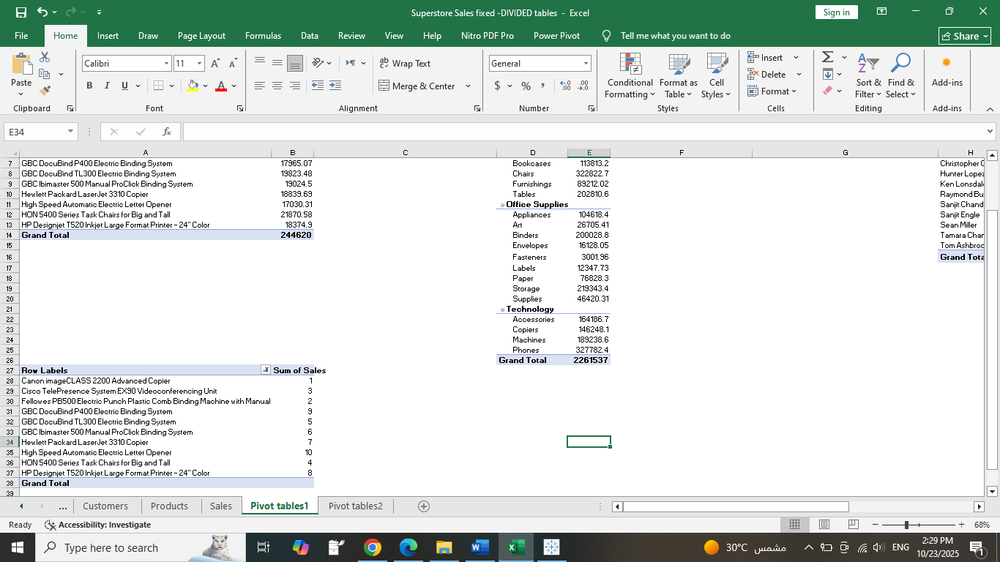 Superstore Sales fixed -DIVIDED tables - Excel
Sign in
File Home Insert Draw Page Layout Formulas Data Review View Help Nitro PDF Pro Power Pivot Tell me what you want to do Share
Paste
Clipboard
Calibri 11
B I U
Font
Wrap Text
Merge & Center
Alignment
General
$ % ,
Number
Conditional Formatting
Format as Table
Cell Styles
Styles
Insert
Delete
Format
Cells
Sort & Filter
Find & Select
Editing
Add-ins
Add-ins
E34
fx
A B C D E F G H
7 GBC DocuBind P400 Electric Binding System 17965.07 Bookcases 113813.2 Christopher C
8 GBC DocuBind TL300 Electric Binding System 19823.48 Chairs 322822.7 Hunter Lopez
9 GBC Ibimaster 500 Manual ProClick Binding System 19024.5 Furnishings 89212.02 Ken Lonsdal
10 Hewlett Packard LaserJet 3310 Copier 18839.69 Tables 202810.6 Raymond Bu
11 High Speed Automatic Electric Letter Opener 17030.31 Office Supplies Sanjit Chand
12 HON 5400 Series Task Chairs for Big and Tall 21870.58 Appliances 104618.4 Sanjit Engle
13 HP Designjet T520 Inkjet Large Format Printer - 24" Color 18374.9 Art 26705.41 Sean Miller
14 Grand Total 244620 Binders 200028.8 Tamara Chan
15 Envelopes 16128.05 Tom Ashbroo
16 Fasteners 3001.96 Grand Tota
17 Labels 12347.73
18 Paper 76828.3
19 Storage 219343.4
20 Supplies 46420.31
21 Technology
22 Accessories 164186.7
23 Copiers 146248.1
24 Machines 189238.6
25 Phones 327782.4
26 Grand Total 2261537
27 Row Labels Sum of Sales
28 Canon imageCLASS 2200 Advanced Copier 1
29 Cisco TelePresence System EX90 Videoconferencing Unit 3
30 Fellowes PB500 Electric Punch Plastic Comb Binding Machine with Manual 2
31 GBC DocuBind P400 Electric Binding System 9
32 GBC DocuBind TL300 Electric Binding System 5
33 GBC Ibimaster 500 Manual ProClick Binding System 6
34 Hewlett Packard LaserJet 3310 Copier 7
35 High Speed Automatic Electric Letter Opener 10
36 HON 5400 Series Task Chairs for Big and Tall 4
37 HP Designjet T520 Inkjet Large Format Printer - 24" Color 8
38 Grand Total
39
... Customers Products Sales Pivot tables1 Pivot tables2
Ready Accessibility: Investigate 68%
Type here to search
30°C مشمس
ENG
2:29 PM
10/23/2025
1